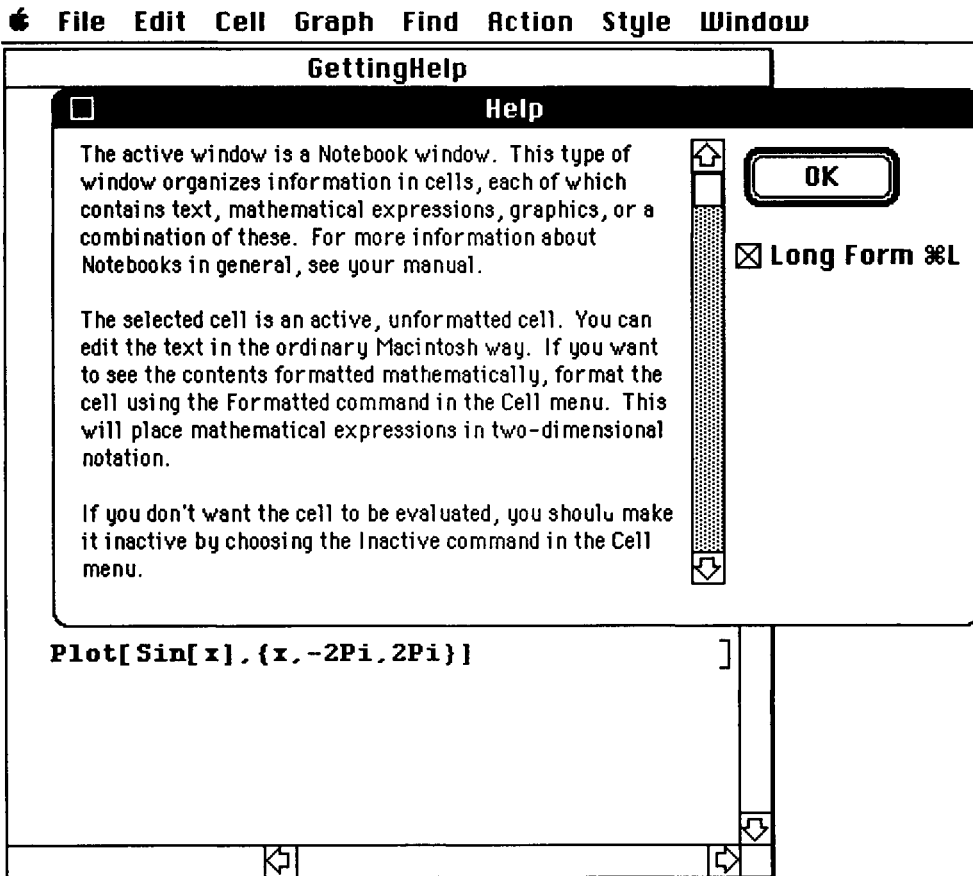 File Edit Cell Graph Find Action Style Window
GettingHelp
Help
The active window is a Notebook window. This type of
window organizes information in cells, each of which
contains text, mathematical expressions, graphics, or a
combination of these. For more information about
Notebooks in general, see your manual.
The selected cell is an active, unformatted cell. You can
edit the text in the ordinary Macintosh way. If you want
to see the contents formatted mathematically, format the
cell using the Formatted command in the Cell menu. This
will place mathematical expressions in two-dimensional
notation.
If you don't want the cell to be evaluated, you should make
it inactive by choosing the Inactive command in the Cell
menu.
OK
Long Form ⌘L
Plot[Sin[x],{x,-2Pi,2Pi}]